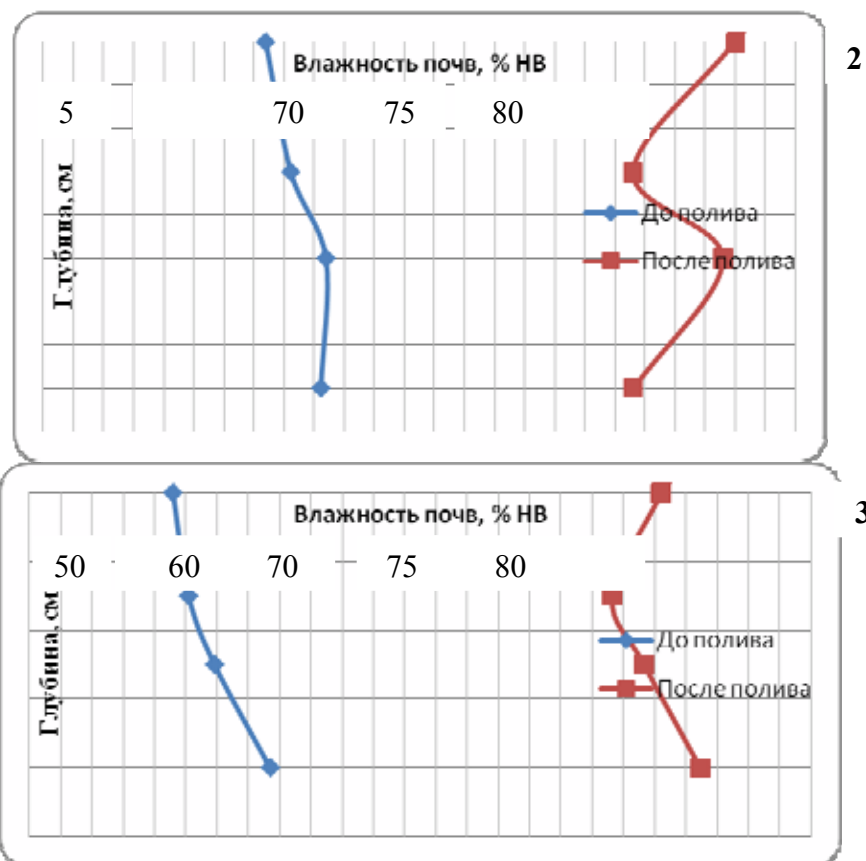 2
Влажность почв, % НВ
5 70 75 80
Глубина, см
До полива
После полива
3
Влажность почв, % НВ
50 60 70 75 80
Глубина, см
До полива
После полива